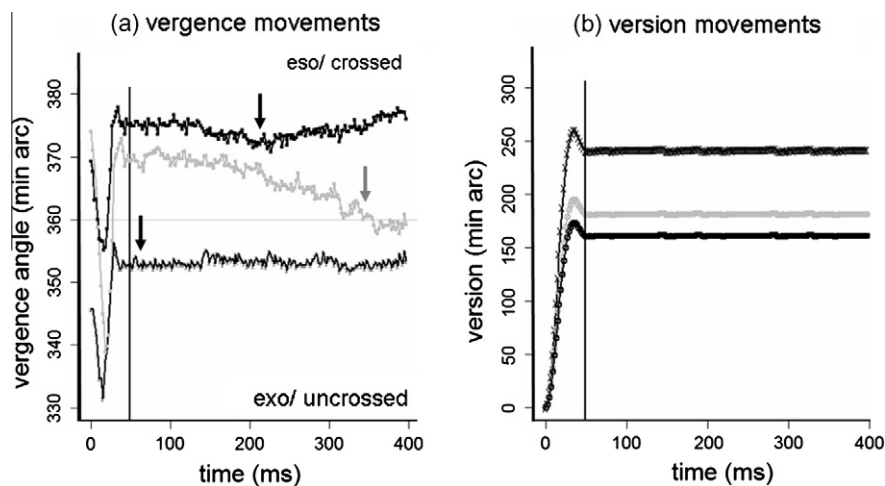 (a) vergence movements
eso/ crossed
vergence angle (min arc)
380
370
360
350
340
330
exo/ uncrossed
0 100 200 300 400
time (ms)
(b) version movements
version (min arc)
300
250
200
150
100
50
0
0 100 200 300 400
time (ms)